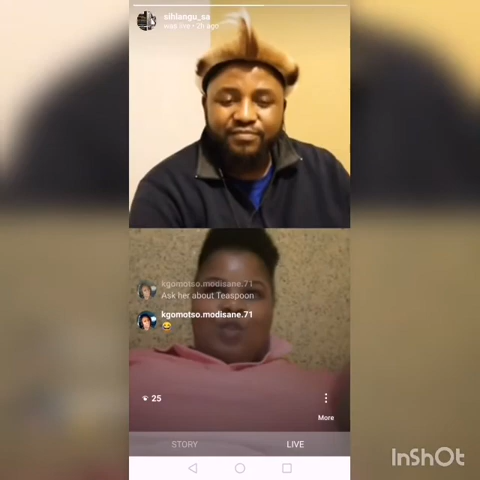 sihlangu_sa
was live • 2h ago
kgomotso.modisane.71
Ask her about Teaspoon
kgomotso.modisane.71
25
More
STORY
LIVE
InShOt